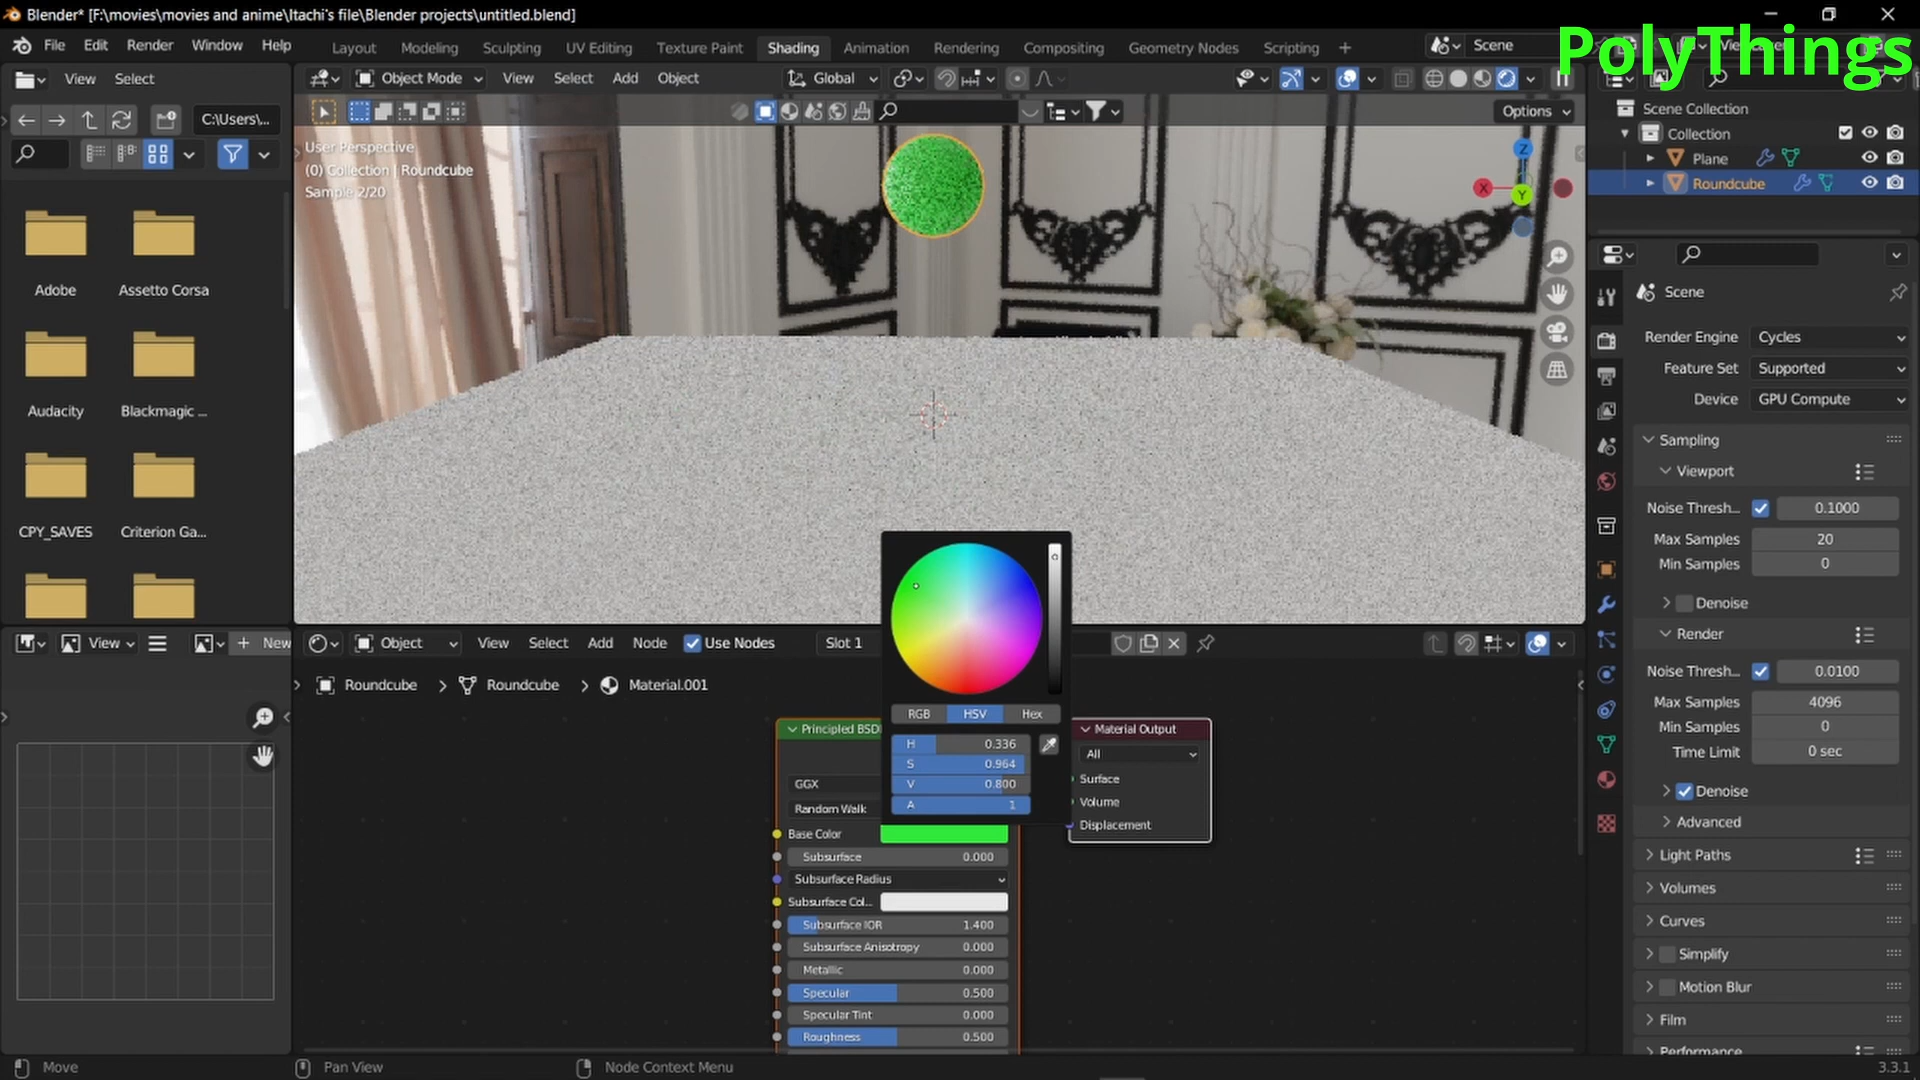 Blender* [F:\movies\movies and anime\Itachi's file\Blender projects\untitled.blend]
PolyThings
File Edit Render Window Help
Layout Modeling Sculpting UV Editing Texture Paint Shading Animation Rendering Compositing Geometry Nodes Scripting +
Scene
View Select
Object Mode View Select Add Object Global
C:\Users\...
Options
User Perspective
(0) Collection | Roundcube
Sample 2/20
Z
X
Y
Scene Collection
Collection
Plane
Roundcube
Adobe
Assetto Corsa
Audacity
Blackmagic ...
CPY_SAVES
Criterion Ga...
Scene
Render Engine Cycles
Feature Set Supported
Device GPU Compute
Sampling
Viewport
Noise Thresh... 0.1000
Max Samples 20
Min Samples 0
Denoise
Render
Noise Thresh... 0.0100
Max Samples 4096
Min Samples 0
Time Limit 0 sec
Denoise
Advanced
Light Paths
Volumes
Curves
Simplify
Motion Blur
Film
Performance
View + New
Object View Select Add Node Use Nodes Slot 1
Roundcube > Roundcube > Material.001
RGB HSV Hex
H 0.336
S 0.964
V 0.800
A 1
Principled BSD
GGX
Random Walk
Base Color
Subsurface 0.000
Subsurface Radius
Subsurface Col...
Subsurface IOR 1.400
Subsurface Anisotropy 0.000
Metallic 0.000
Specular 0.500
Specular Tint 0.000
Roughness 0.500
Material Output
All
Surface
Volume
Displacement
Move
Pan View
Node Context Menu
3.3.1